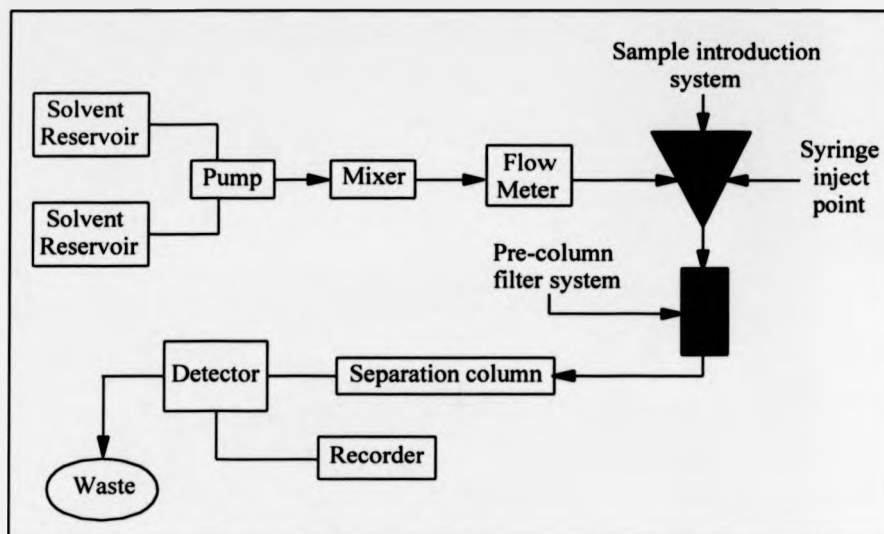 Sample introduction
system
Solvent
Reservoir
Pump
Mixer
Flow
Meter
Syringe
inject
point
Solvent
Reservoir
Pre-column
filter system
Detector
Separation column
Recorder
Waste